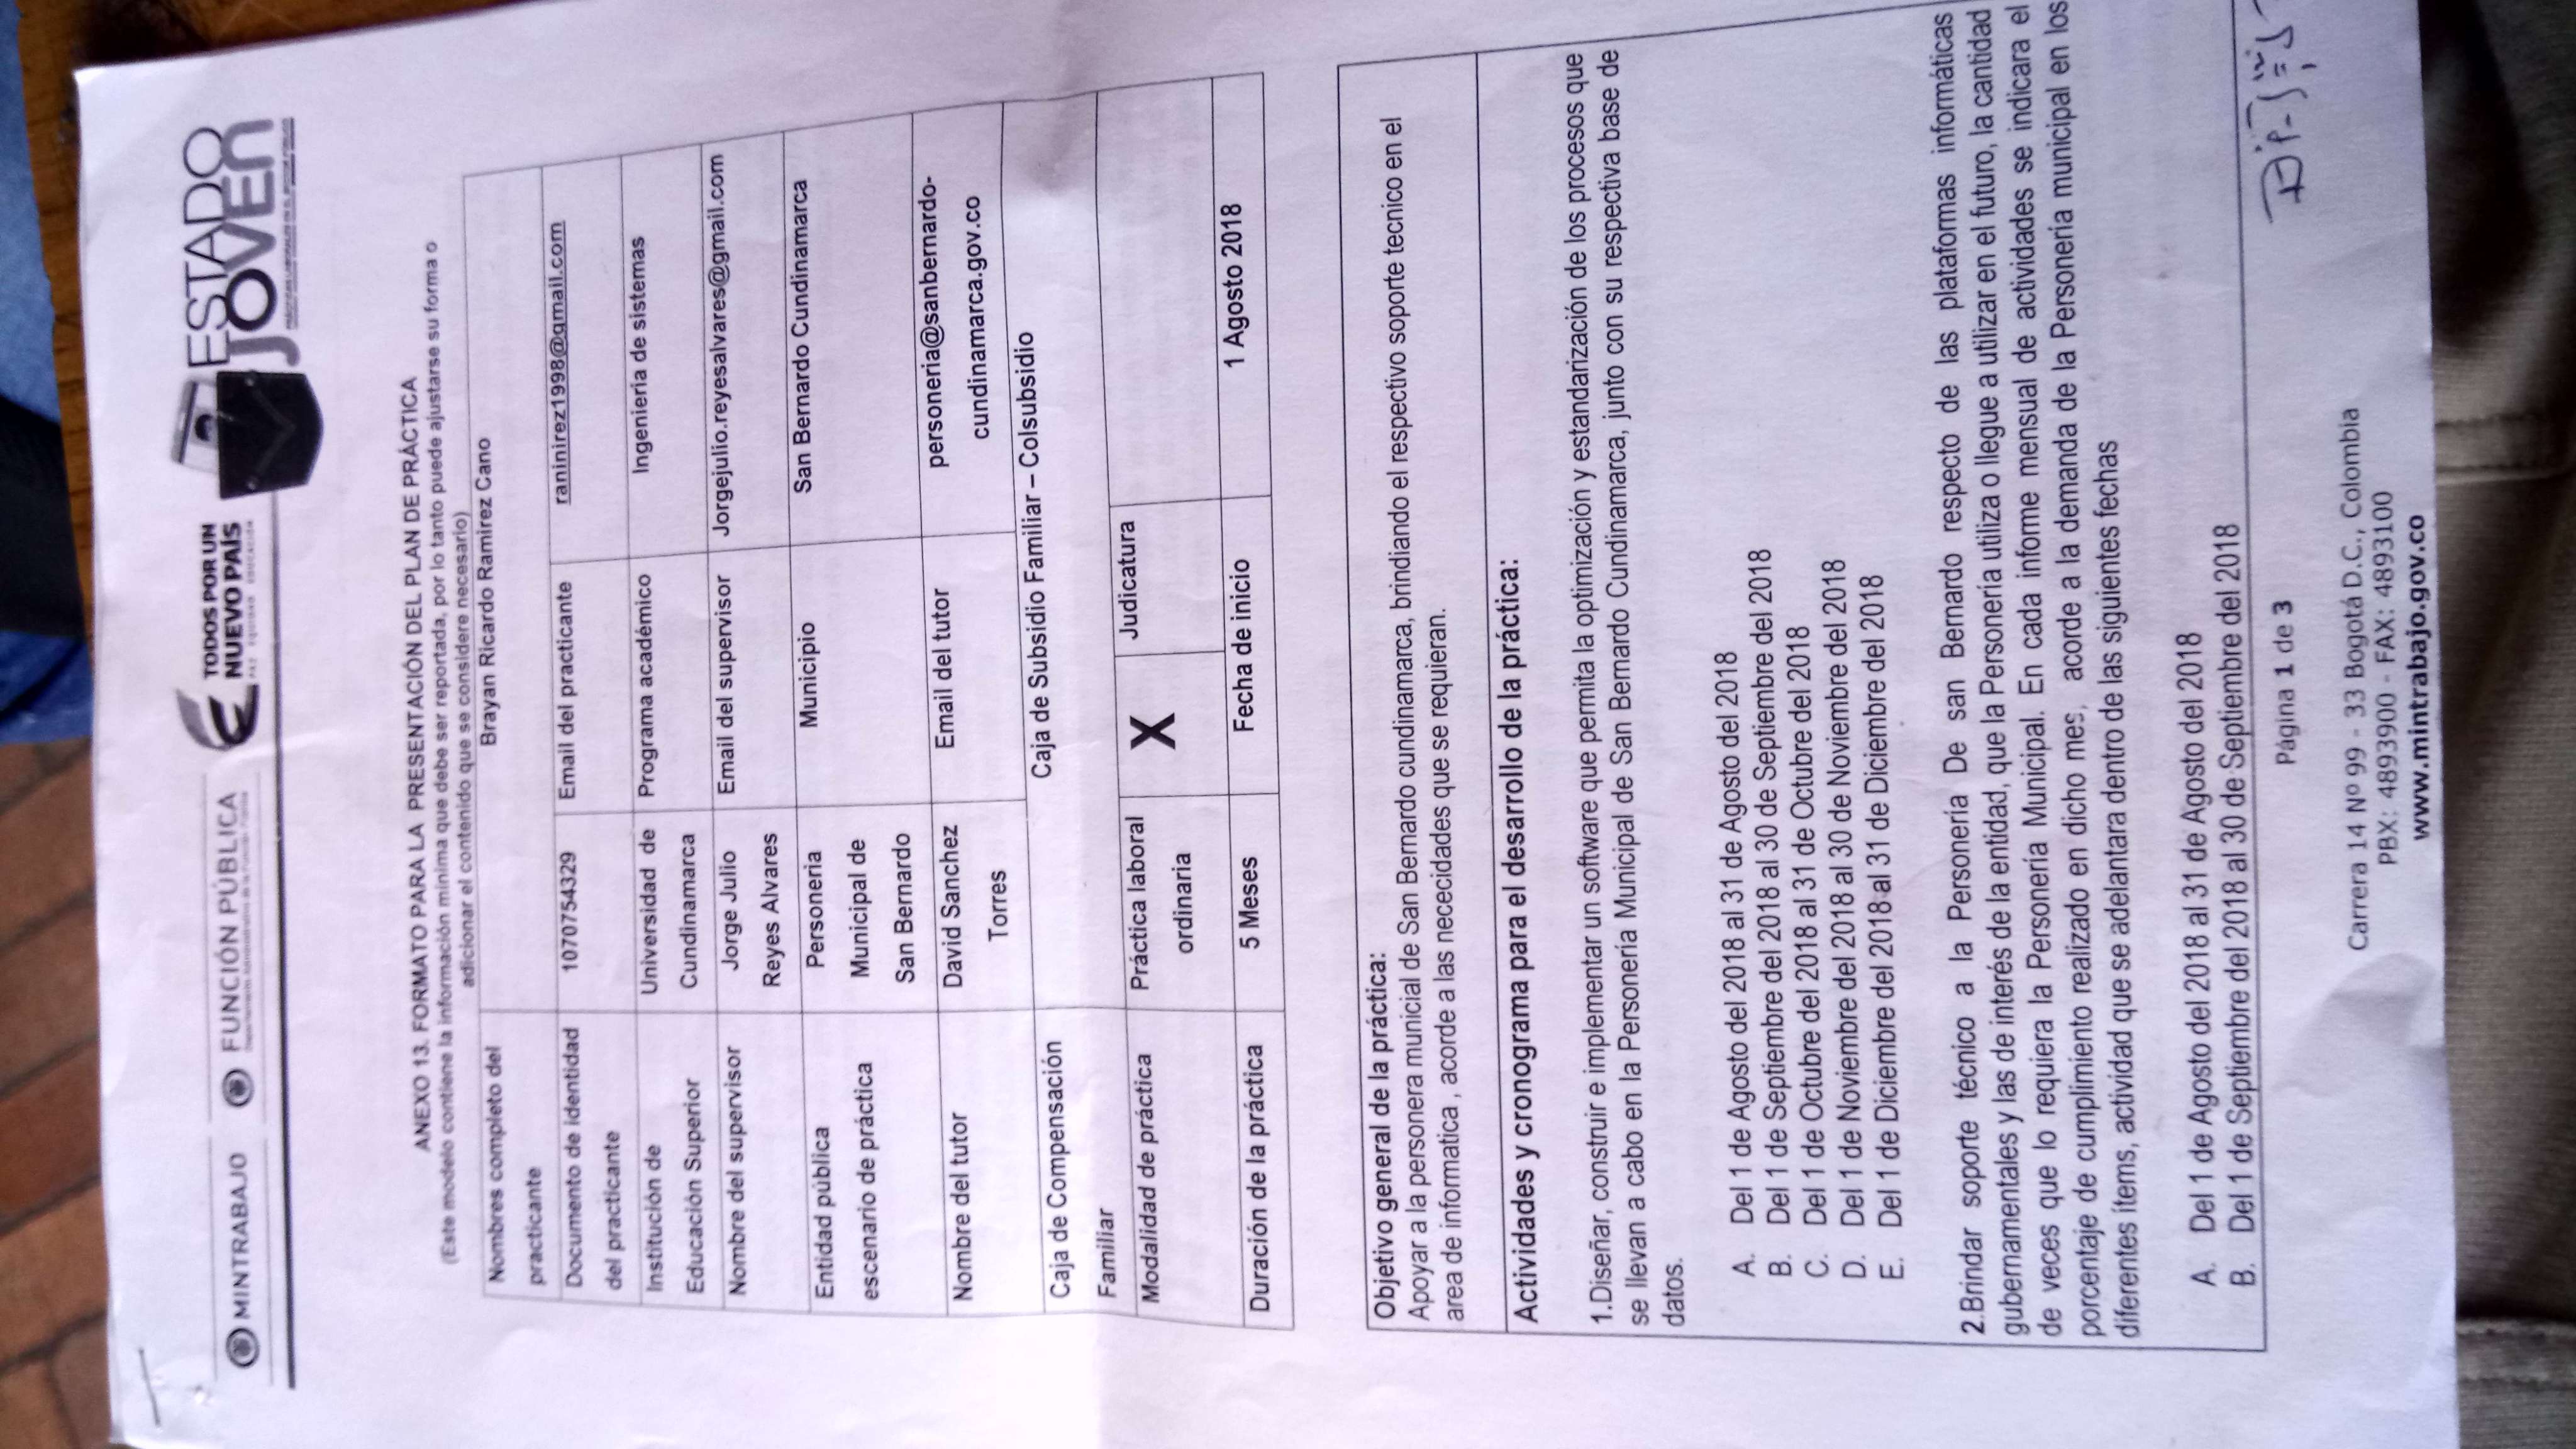 MINTRABAJO
FUNCIÓN PÚBLICA
TODOS POR UN
NUEVO PAÍS
PAZ EQUIDAD EDUCACIÓN
ESTADO
JOVEN
ANEXO 13. FORMATO PARA LA PRESENTACIÓN DEL PLAN DE PRÁCTICA
(Este modelo contiene la información mínima que debe ser reportada, por lo tanto puede ajustarse su forma o
adicionar el contenido que se considere necesario)
Nombres completo del
practicante
Brayan Ricardo Ramirez Cano
Documento de identidad
del practicante
1070754329
Email del practicante
raninirez1998@gmail.com
Institución de
Educación Superior
Universidad de
Cundinamarca
Programa académico
Ingenieria de sistemas
Nombre del supervisor
Jorge Julio
Reyes Alvares
Email del supervisor
Jorgejulio.reyesalvares@gmail.com
Entidad pública
escenario de práctica
Personeria
Municipal de
San Bernardo
Municipio
San Bernardo Cundinamarca
Nombre del tutor
David Sanchez
Torres
Email del tutor
personeria@sanbernardo-
cundinamarca.gov.co
Caja de Compensación
Familiar
Caja de Subsidio Familiar – Colsubsidio
Modalidad de práctica
Práctica laboral
ordinaria
X
Judicatura
Duración de la práctica
5 Meses
Fecha de inicio
1 Agosto 2018
Objetivo general de la práctica:
Apoyar a la personera municial de San Bernardo cundinamarca, brindiando el respectivo soporte tecnico en el
area de informatica , acorde a las nececidades que se requieran.
Actividades y cronograma para el desarrollo de la práctica:
1.Diseñar, construir e implementar un software que permita la optimización y estandarización de los procesos que
se llevan a cabo en la Personería Municipal de San Bernardo Cundinamarca, junto con su respectiva base de
datos.
A. Del 1 de Agosto del 2018 al 31 de Agosto del 2018
B. Del 1 de Septiembre del 2018 al 30 de Septiembre del 2018
C. Del 1 de Octubre del 2018 al 31 de Octubre del 2018
D. Del 1 de Noviembre del 2018 al 30 de Noviembre del 2018
E. Del 1 de Diciembre del 2018 al 31 de Diciembre del 2018
2.Brindar soporte técnico a la Personería De san Bernardo respecto de las plataformas informáticas
gubernamentales y las de interés de la entidad, que la Personería utiliza o llegue a utilizar en el futuro, la cantidad
de veces que lo requiera la Personería Municipal. En cada informe mensual de actividades se indicara el
porcentaje de cumplimiento realizado en dicho mes, acorde a la demanda de la Personería municipal en los
diferentes ítems, actividad que se adelantara dentro de las siguientes fechas
A. Del 1 de Agosto del 2018 al 31 de Agosto del 2018
B. Del 1 de Septiembre del 2018 al 30 de Septiembre del 2018
Página 1 de 3
Carrera 14 Nº 99 - 33 Bogotá D.C., Colombia
PBX: 4893900 - FAX: 4893100
www.mintrabajo.gov.co